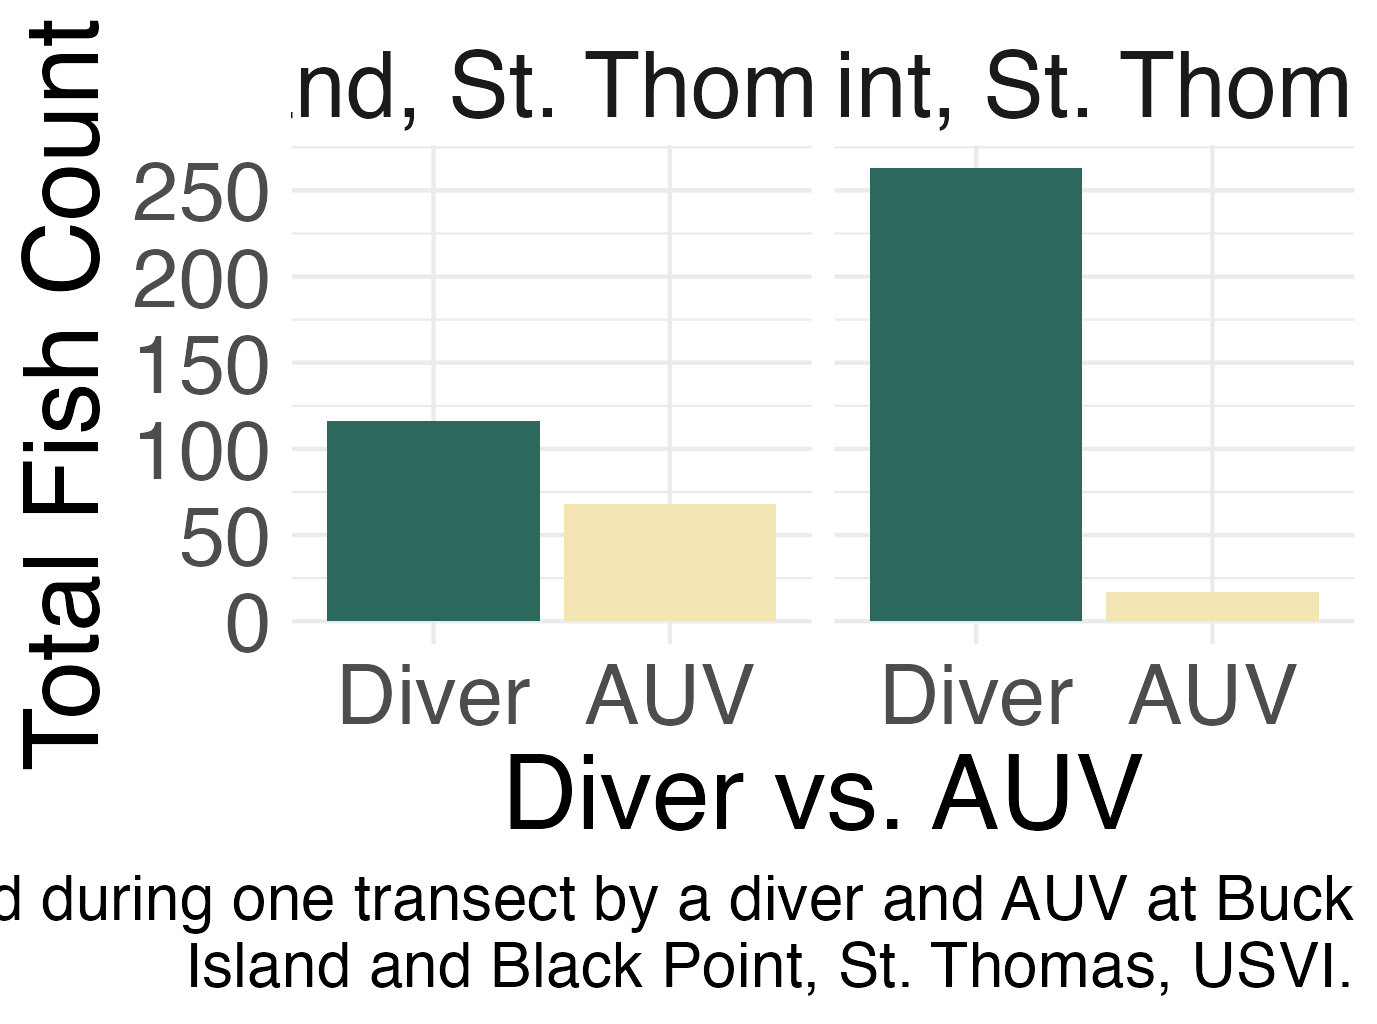 Total Fish Count
nd, St. Thom
int, St. Thom
250
200
150
100
50
0
Diver AUV
Diver AUV
Diver vs. AUV
d during one transect by a diver and AUV at Buck
Island and Black Point, St. Thomas, USVI.